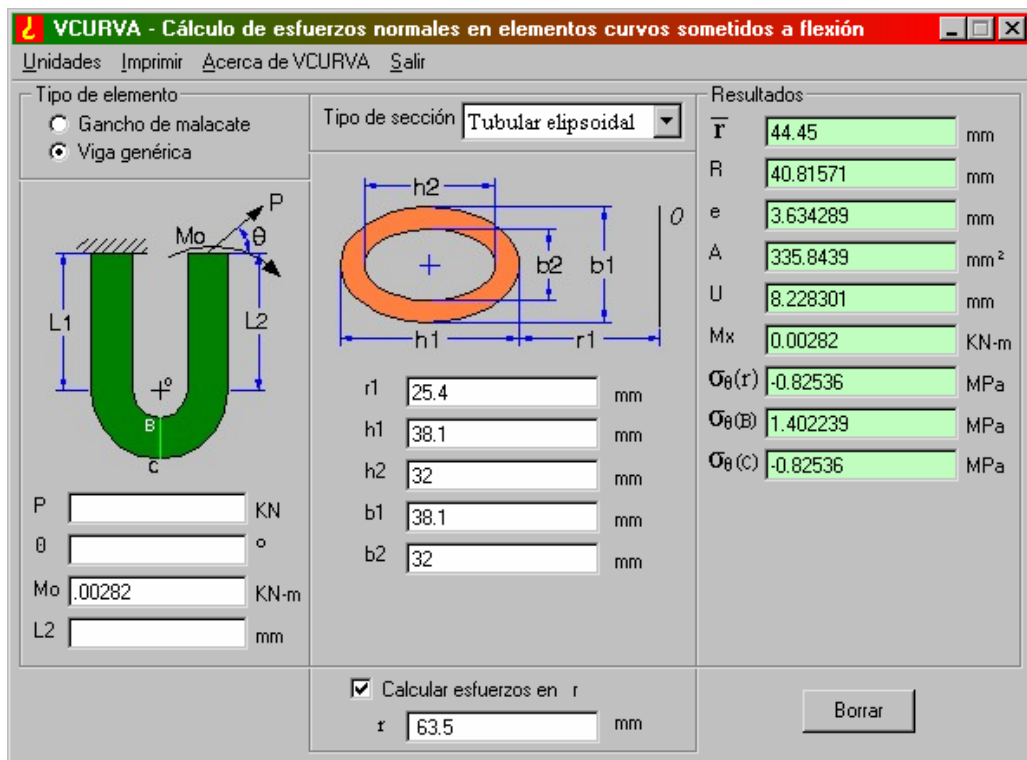 VCURVA - Cálculo de esfuerzos normales en elementos curvos sometidos a flexión
Unidades Imprimir Acerca de VCURVA Salir
Tipo de elemento
Gancho de malacate
Viga genérica
P
Mo
θ
L1
L2
o
B
C
P KN
θ º
Mo .00282 KN-m
L2 mm
Tipo de sección Tubular elipsoidal
h2
O
b2
b1
h1
r1
r1 25.4 mm
h1 38.1 mm
h2 32 mm
b1 38.1 mm
b2 32 mm
Calcular esfuerzos en r
r 63.5 mm
Resultados
r̅ 44.45 mm
R 40.81571 mm
e 3.634289 mm
A 335.8439 mm²
U 8.228301 mm
Mx 0.00282 KN-m
σθ(r) -0.82536 MPa
σθ(B) 1.402239 MPa
σθ(C) -0.82536 MPa
Borrar